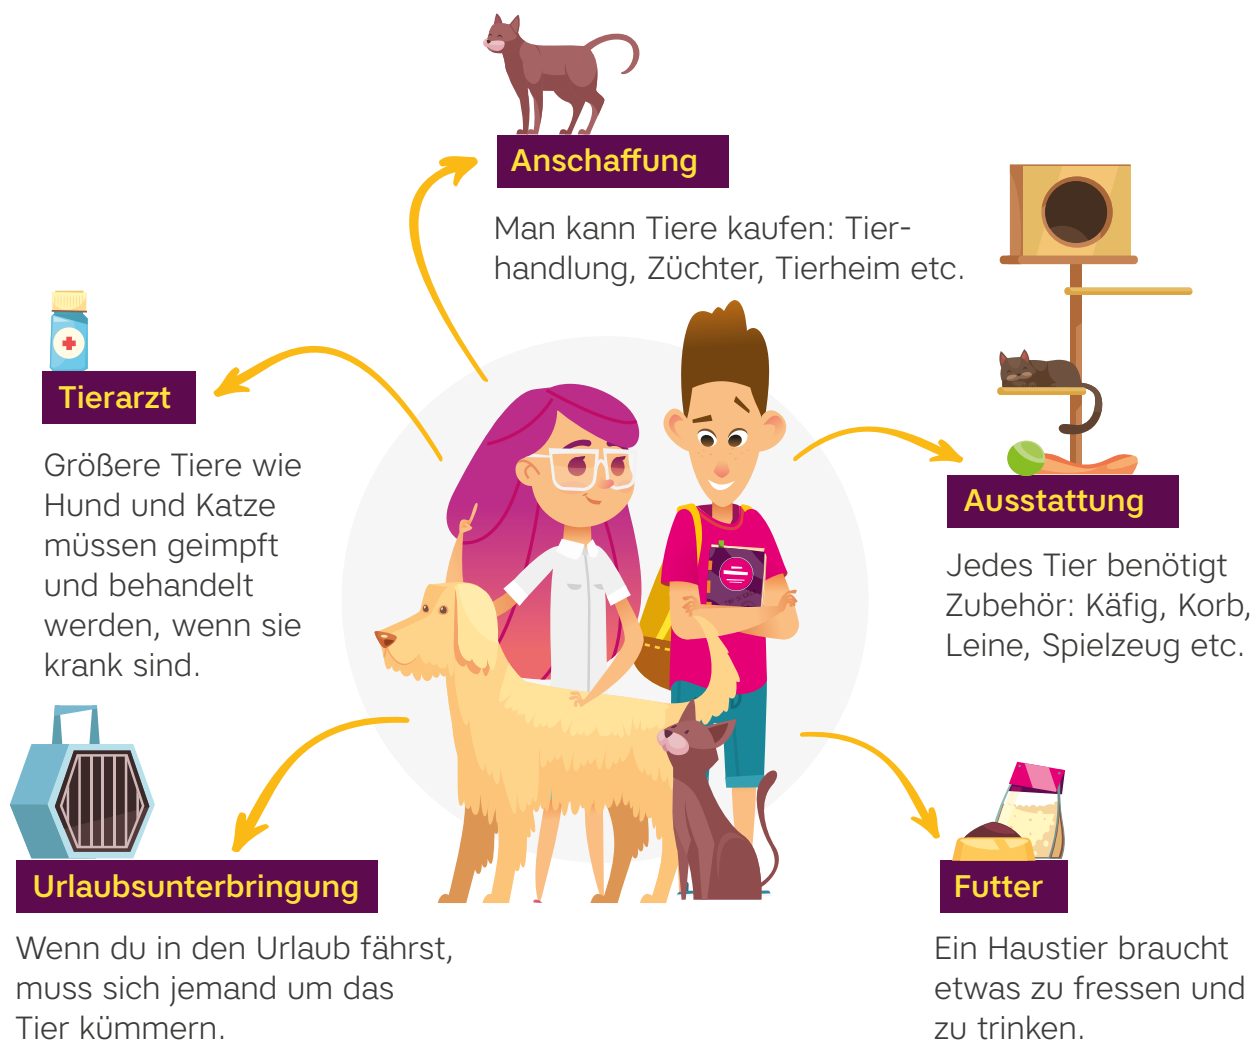 Anschaffung
Man kann Tiere kaufen: Tier-
handlung, Züchter, Tierheim etc.
Tierarzt
Größere Tiere wie
Hund und Katze
müssen geimpft
und behandelt
werden, wenn sie
krank sind.
Ausstattung
Jedes Tier benötigt
Zubehör: Käfig, Korb,
Leine, Spielzeug etc.
Urlaubsunterbringung
Wenn du in den Urlaub fährst,
muss sich jemand um das
Tier kümmern.
Futter
Ein Haustier braucht
etwas zu fressen und
zu trinken.